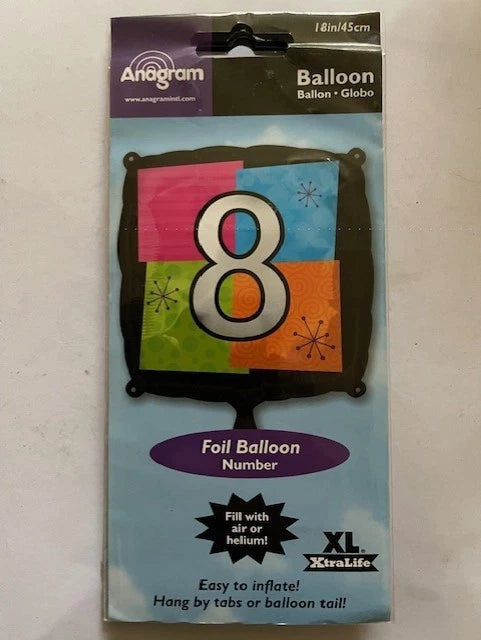 18in/45cm
Anagram
www.anagramintl.com
Balloon
Ballon • Globo
8
Foil Balloon
Number
Fill with
air or
helium!
XL®
XtraLife
Easy to inflate!
Hang by tabs or balloon tail!